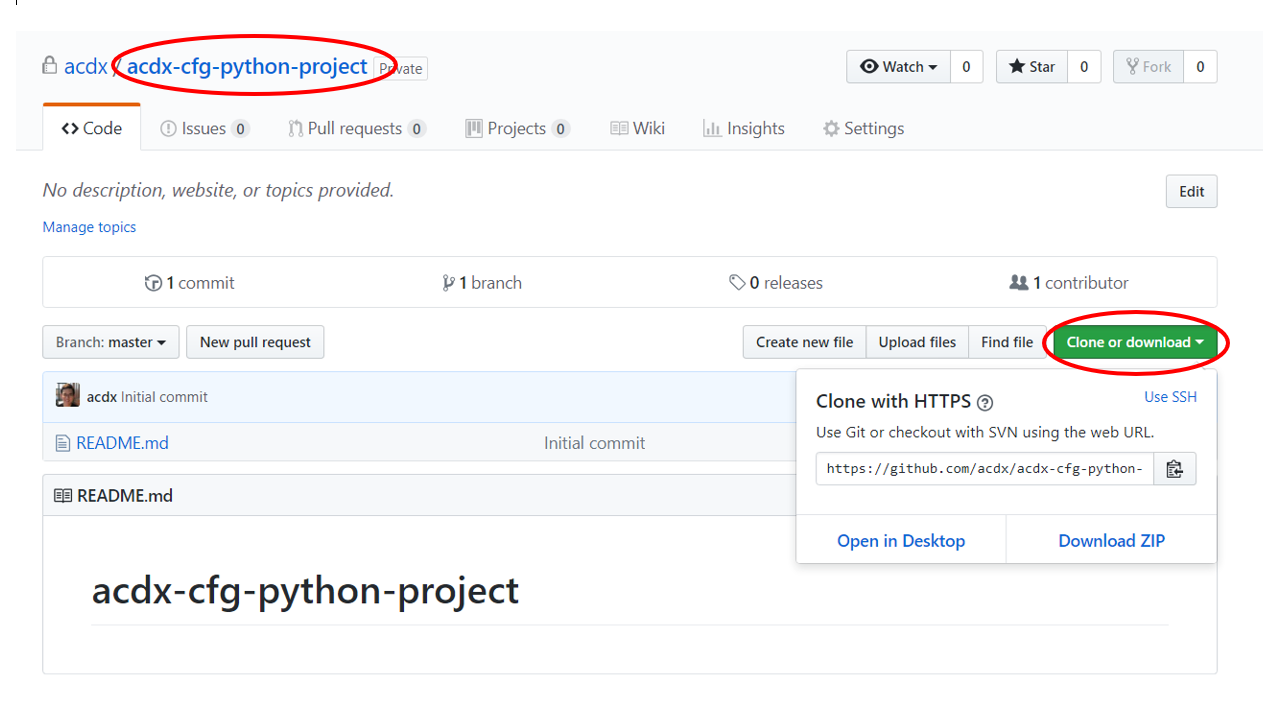 acdx / acdx-cfg-python-project Private
Watch 0 Star 0 Fork 0
Code Issues 0 Pull requests 0 Projects 0 Wiki Insights Settings
No description, website, or topics provided.
Edit
Manage topics
1 commit 1 branch 0 releases 1 contributor
Branch: master New pull request Create new file Upload files Find file Clone or download
acdx Initial commit
README.md Initial commit
Clone with HTTPS ? Use SSH
Use Git or checkout with SVN using the web URL.
https://github.com/acdx/acdx-cfg-python-
Open in Desktop Download ZIP
README.md
acdx-cfg-python-project